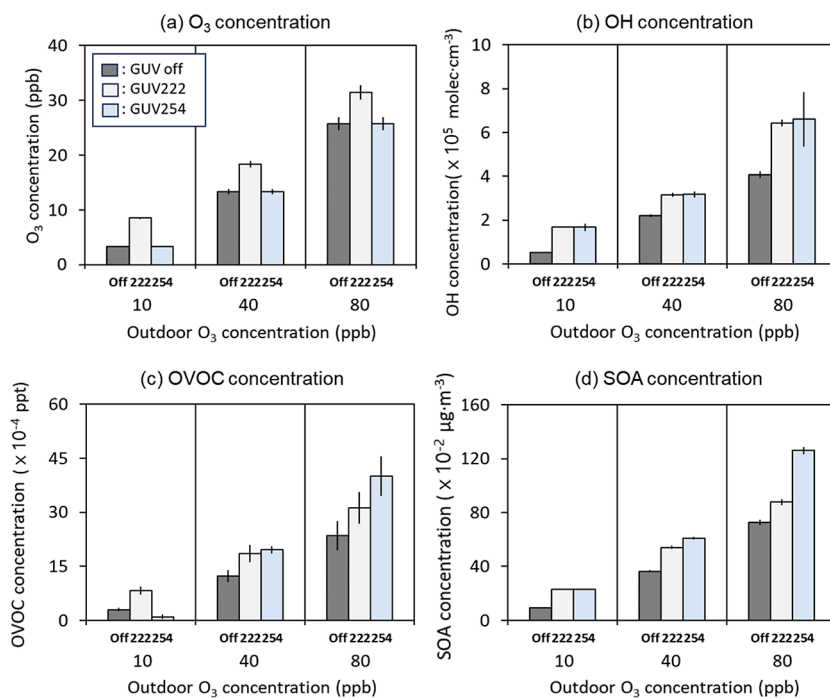 (a) O₃ concentration
O₃ concentration (ppb)
40
30
20
10
0
: GUV off
: GUV222
: GUV254
Off 222 254 Off 222 254 Off 222 254
10 40 80
Outdoor O₃ concentration (ppb)
(b) OH concentration
OH concentration( x 10⁵ molec·cm⁻³)
10
8
6
4
2
0
Off 222 254 Off 222 254 Off 222 254
10 40 80
Outdoor O₃ concentration (ppb)
(c) OVOC concentration
OVOC concentration ( x 10⁻⁴ ppt)
60
45
30
15
0
Off 222 254 Off 222 254 Off 222 254
10 40 80
Outdoor O₃ concentration (ppb)
(d) SOA concentration
SOA concentration ( x 10⁻² µg·m⁻³)
160
120
80
40
0
Off 222 254 Off 222 254 Off 222 254
10 40 80
Outdoor O₃ concentration (ppb)